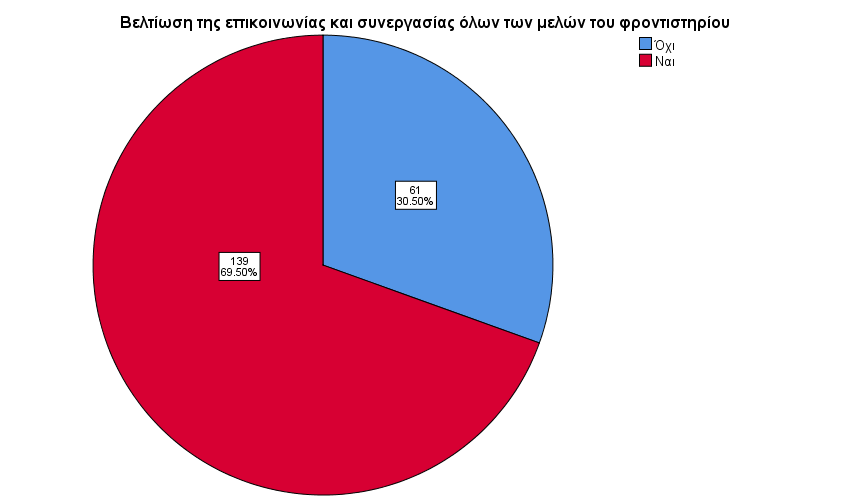 Βελτίωση της επικοινωνίας και συνεργασίας όλων των μελών του φροντιστηρίου
Όχι
Ναι
61
30.50%
139
69.50%